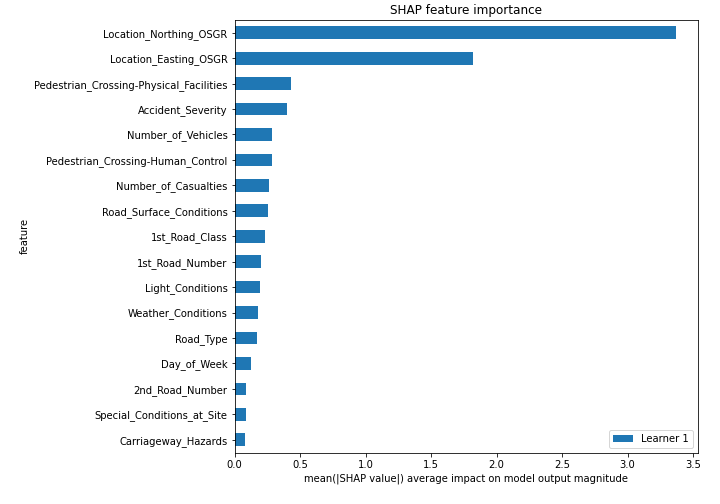 SHAP feature importance
Location_Northing_OSGR
Location_Easting_OSGR
Pedestrian_Crossing-Physical_Facilities
Accident_Severity
Number_of_Vehicles
Pedestrian_Crossing-Human_Control
Number_of_Casualties
Road_Surface_Conditions
1st_Road_Class
1st_Road_Number
Light_Conditions
Weather_Conditions
Road_Type
Day_of_Week
2nd_Road_Number
Special_Conditions_at_Site
Carriageway_Hazards
feature
Learner 1
0.0 0.5 1.0 1.5 2.0 2.5 3.0 3.5
mean(|SHAP value|) average impact on model output magnitude